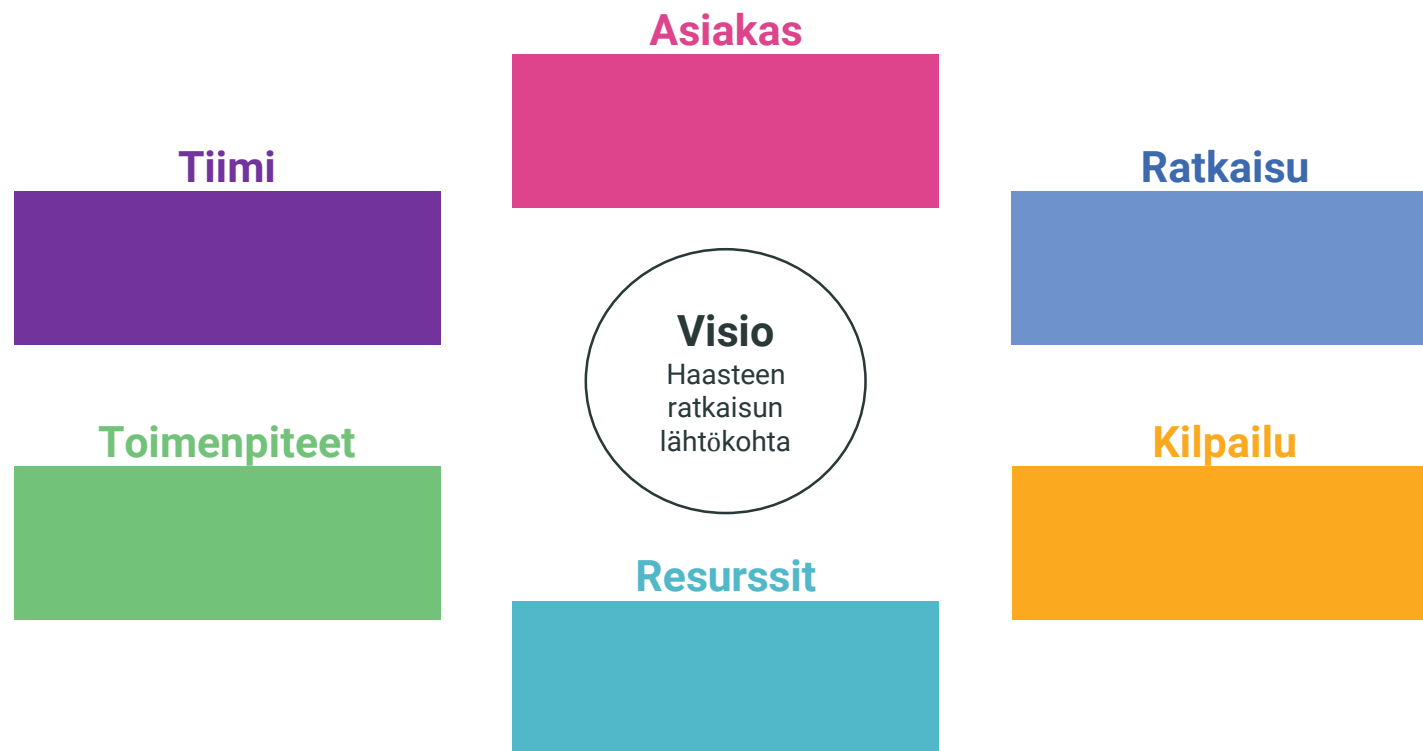 Asiakas
Tiimi
Ratkaisu
Visio
Haasteen
ratkaisun
lähtökohta
Toimenpiteet
Kilpailu
Resurssit